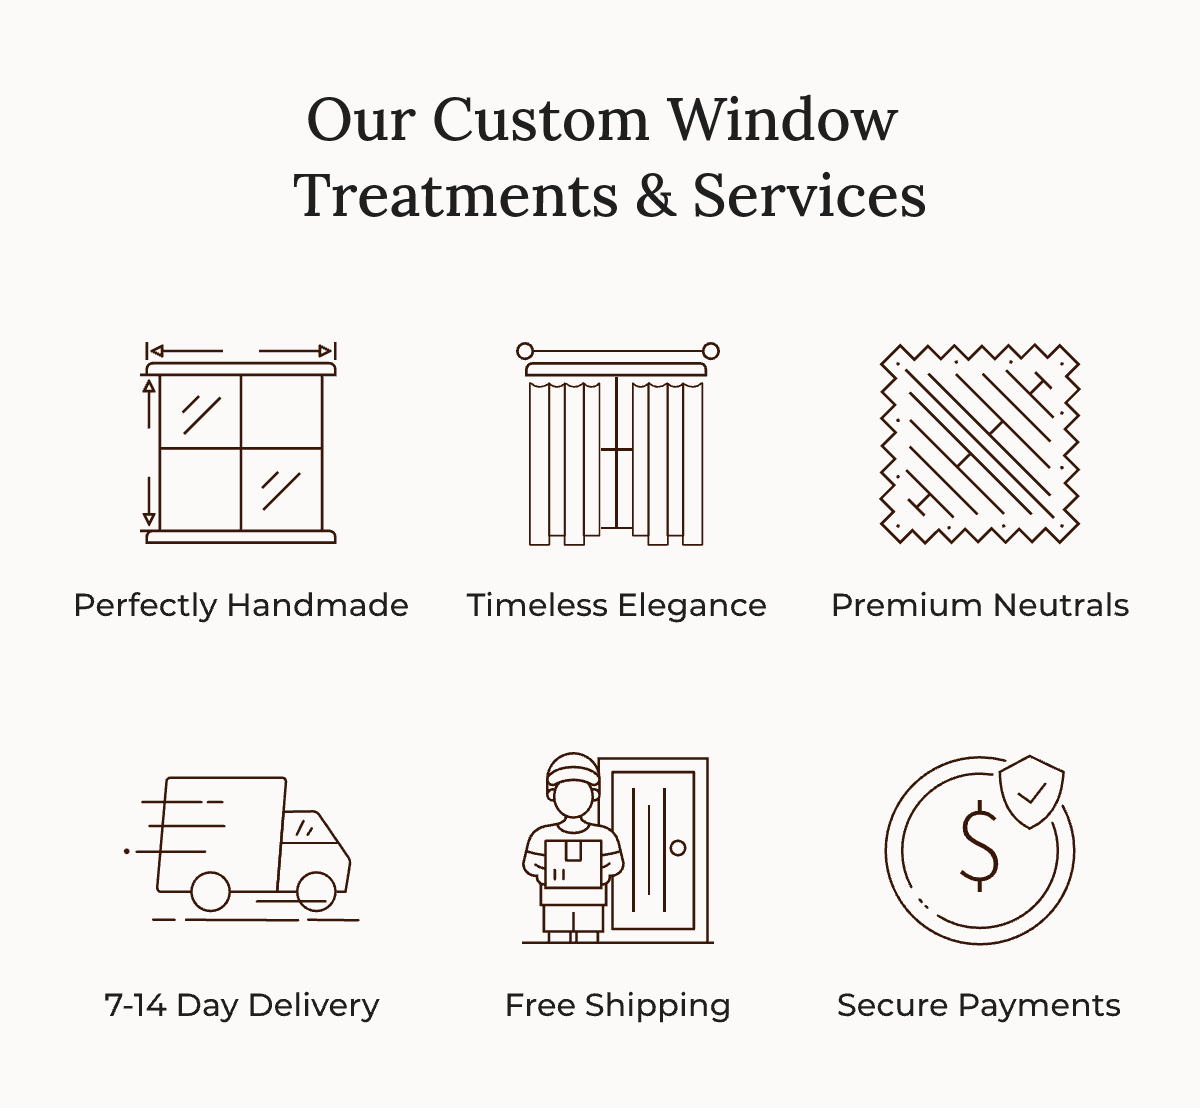 Our Custom Window
Treatments & Services
Perfectly Handmade
Timeless Elegance
Premium Neutrals
7-14 Day Delivery
Free Shipping
Secure Payments